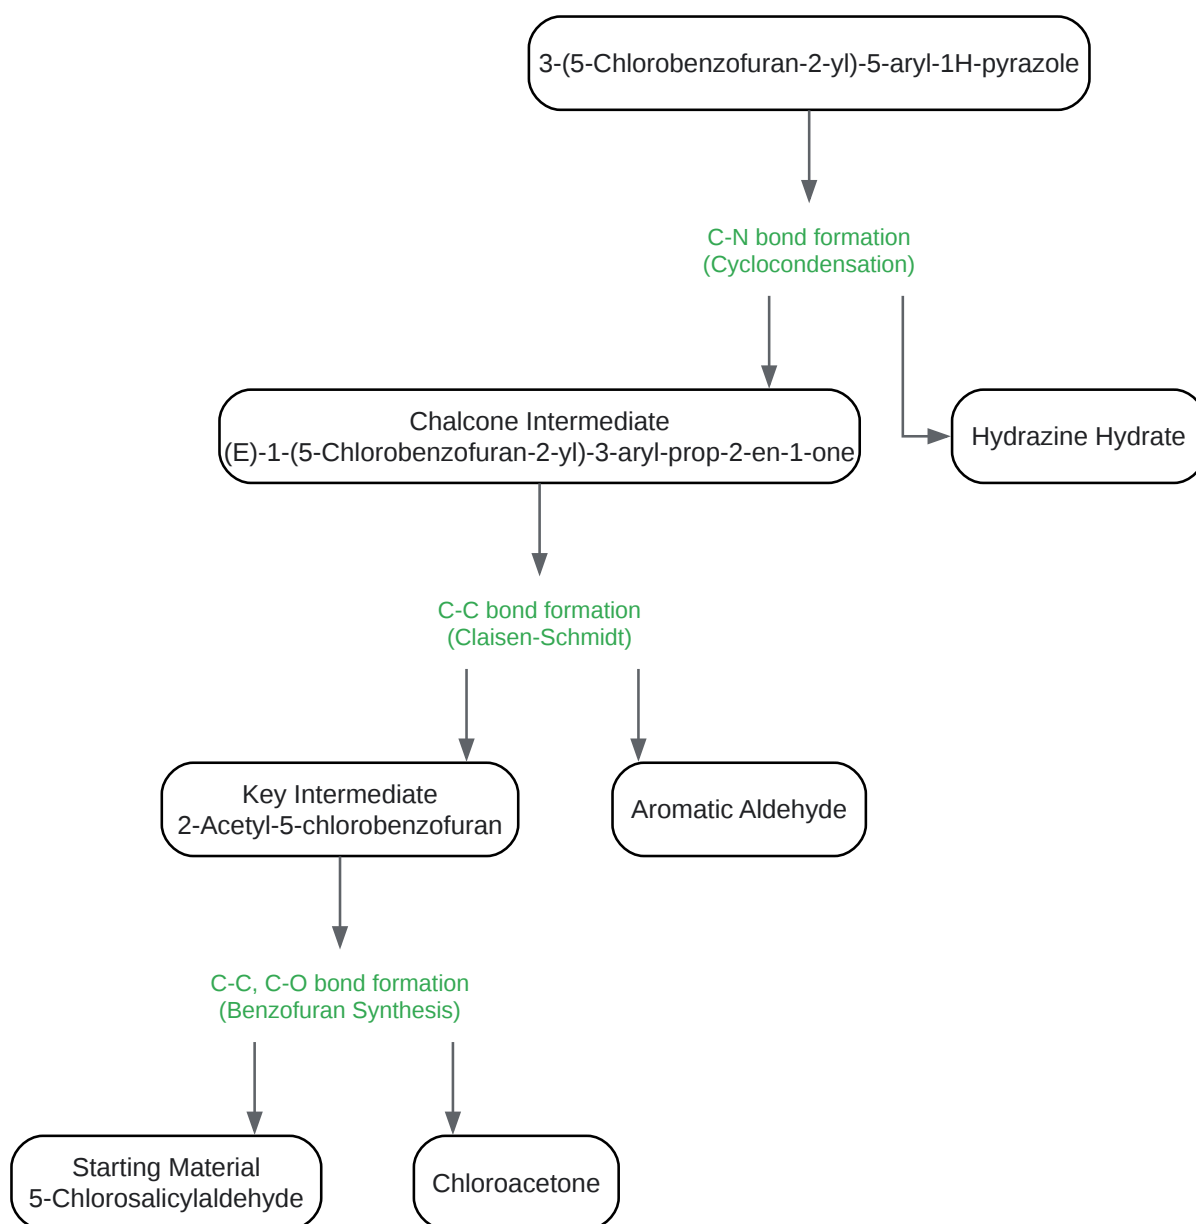 3-(5-Chlorobenzofuran-2-yl)-5-aryl-1H-pyrazole
C-N bond formation
(Cyclocondensation)
Chalcone Intermediate
(E)-1-(5-Chlorobenzofuran-2-yl)-3-aryl-prop-2-en-1-one
Hydrazine Hydrate
C-C bond formation
(Claisen-Schmidt)
Key Intermediate
2-Acetyl-5-chlorobenzofuran
Aromatic Aldehyde
C-C, C-O bond formation
(Benzofuran Synthesis)
Starting Material
5-Chlorosalicylaldehyde
Chloroacetone